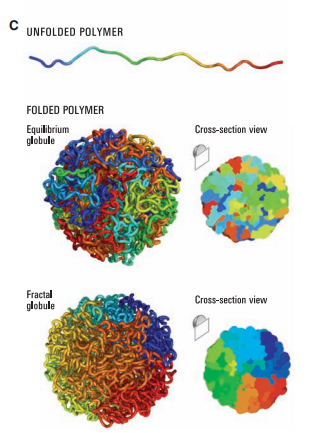 C UNFOLDED POLYMER
FOLDED POLYMER
Equilibrium
globule
Cross-section view
Fractal
globule
Cross-section view